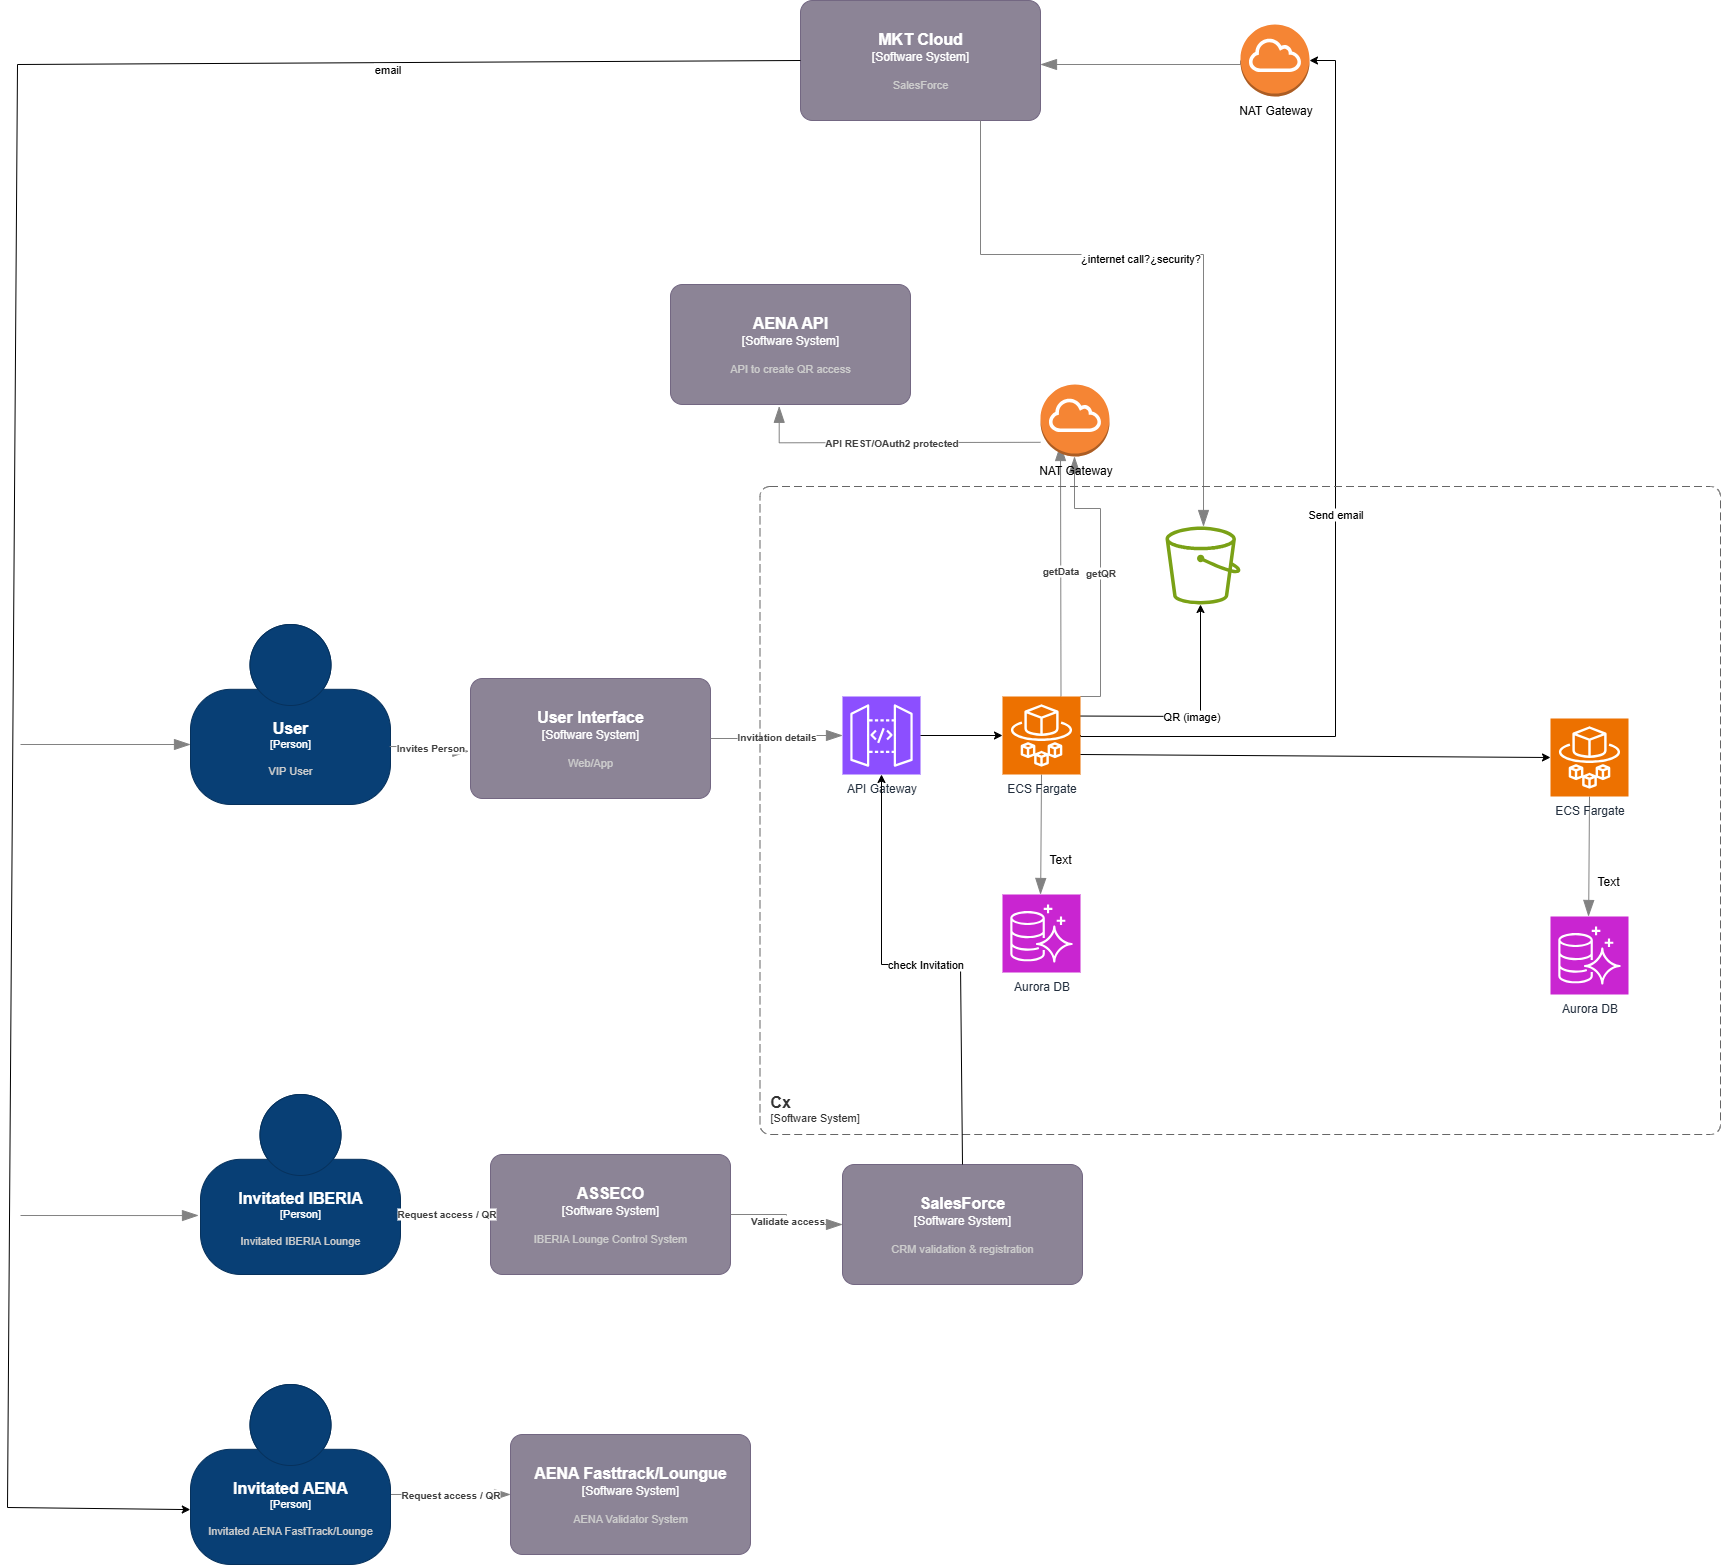 MKT Cloud
[Software System]
SalesForce
NAT Gateway
email
¿internet call?¿security?
AENA API
[Software System]
API to create QR access
API REST/OAuth2 protected
NAT Gateway
Send email
getData
getQR
User
[Person]
VIP User
Invites Person.
User Interface
[Software System]
Web/App
Invitation details
API Gateway
ECS Fargate
QR (image)
ECS Fargate
Text
Text
Aurora DB
Aurora DB
check Invitation
Cx
[Software System]
Invitated IBERIA
[Person]
Invitated IBERIA Lounge
Request access / QR
ASSECO
[Software System]
IBERIA Lounge Control System
Validate access
SalesForce
[Software System]
CRM validation & registration
Invitated AENA
[Person]
Invitated AENA FastTrack/Lounge
Request access / QR
AENA Fasttrack/Loungue
[Software System]
AENA Validator System